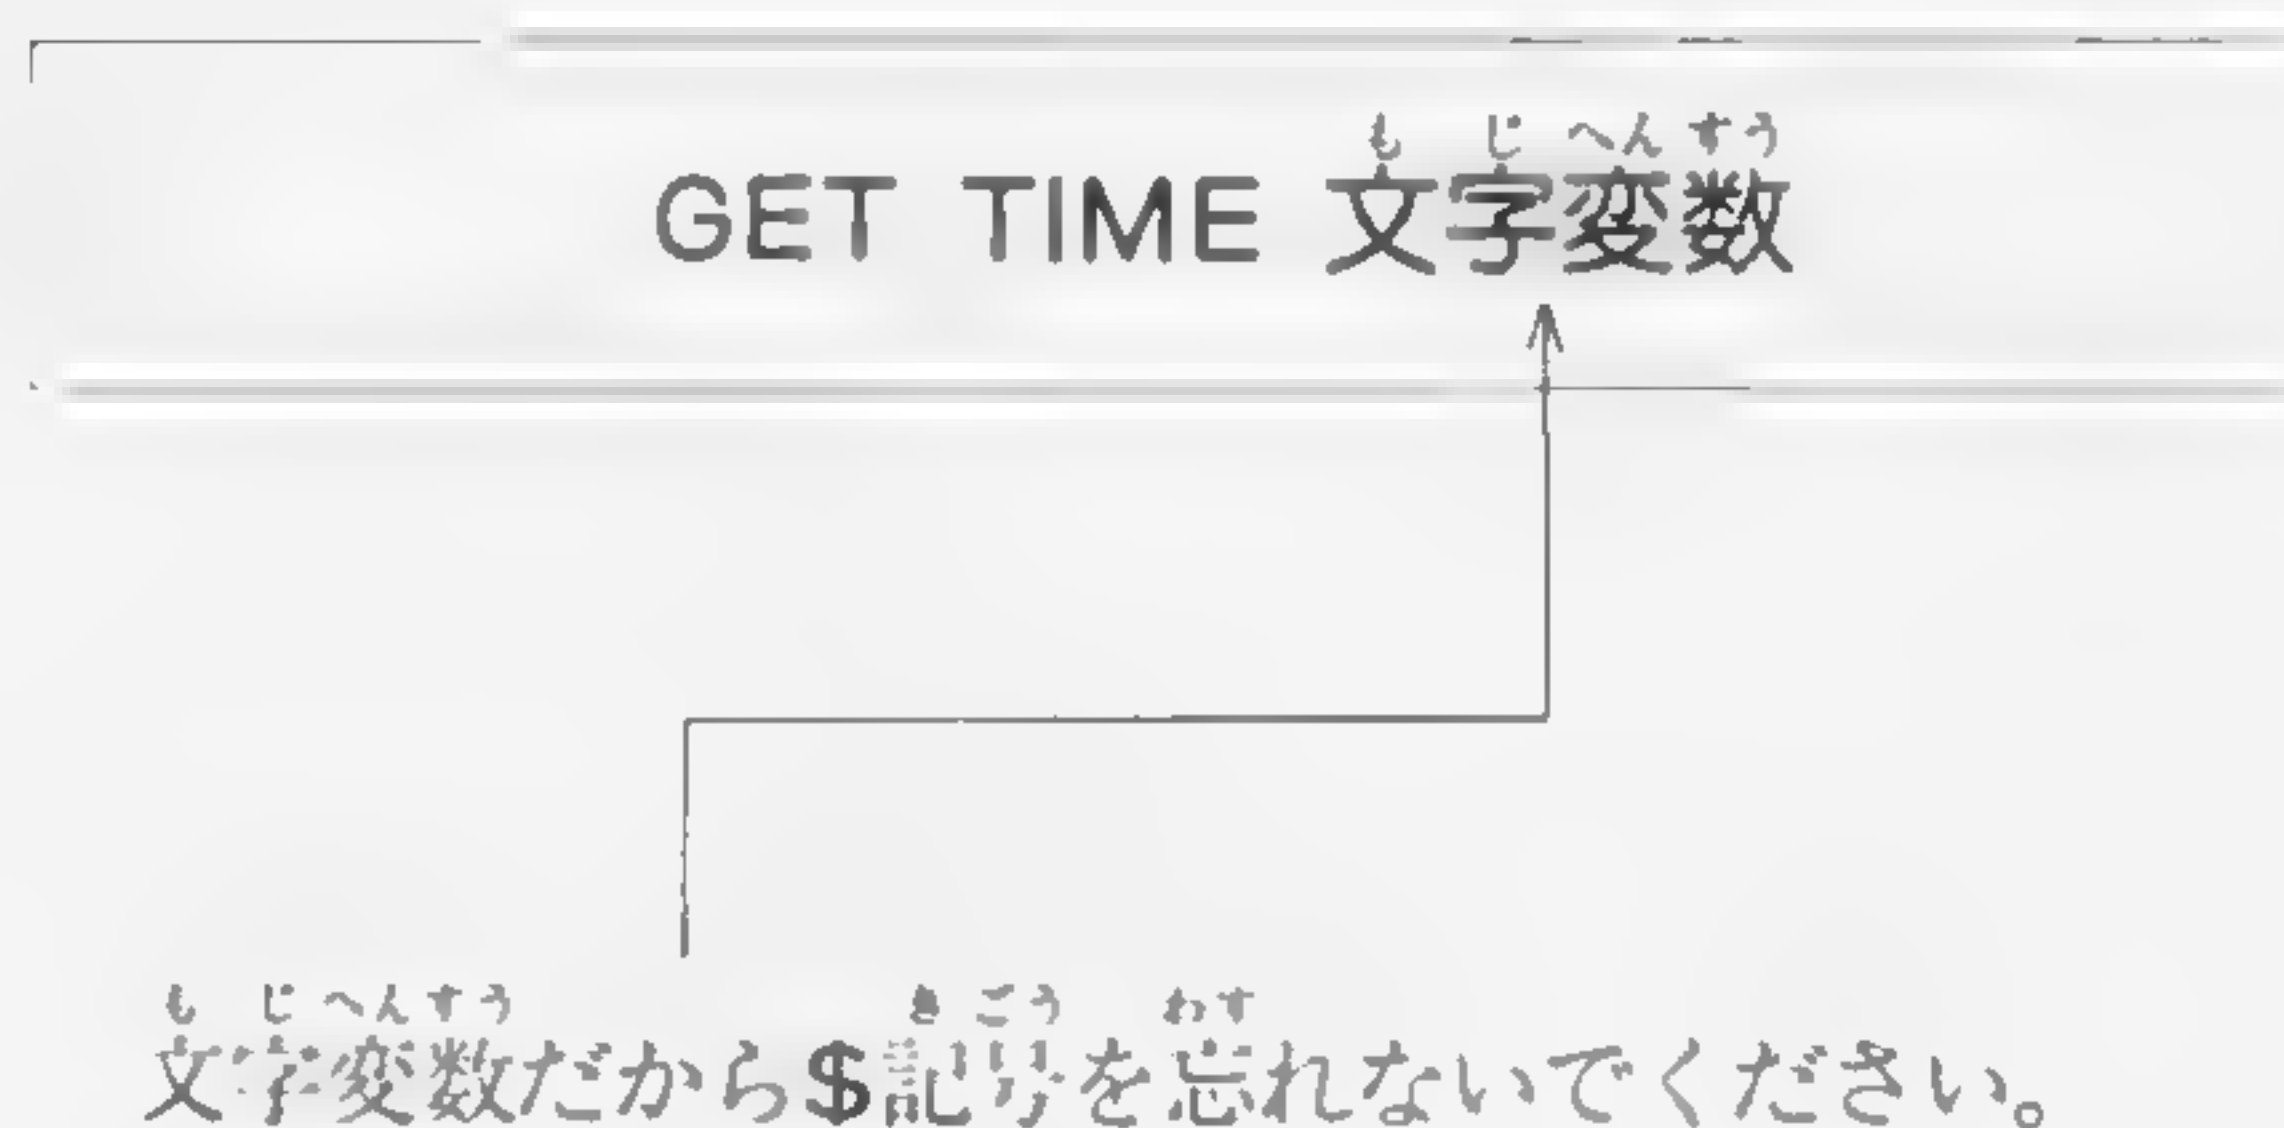 もじへんすう
GET TIME 文字変数
もじへんすう きごう わす
文字変数だから$記号を忘れないでください。